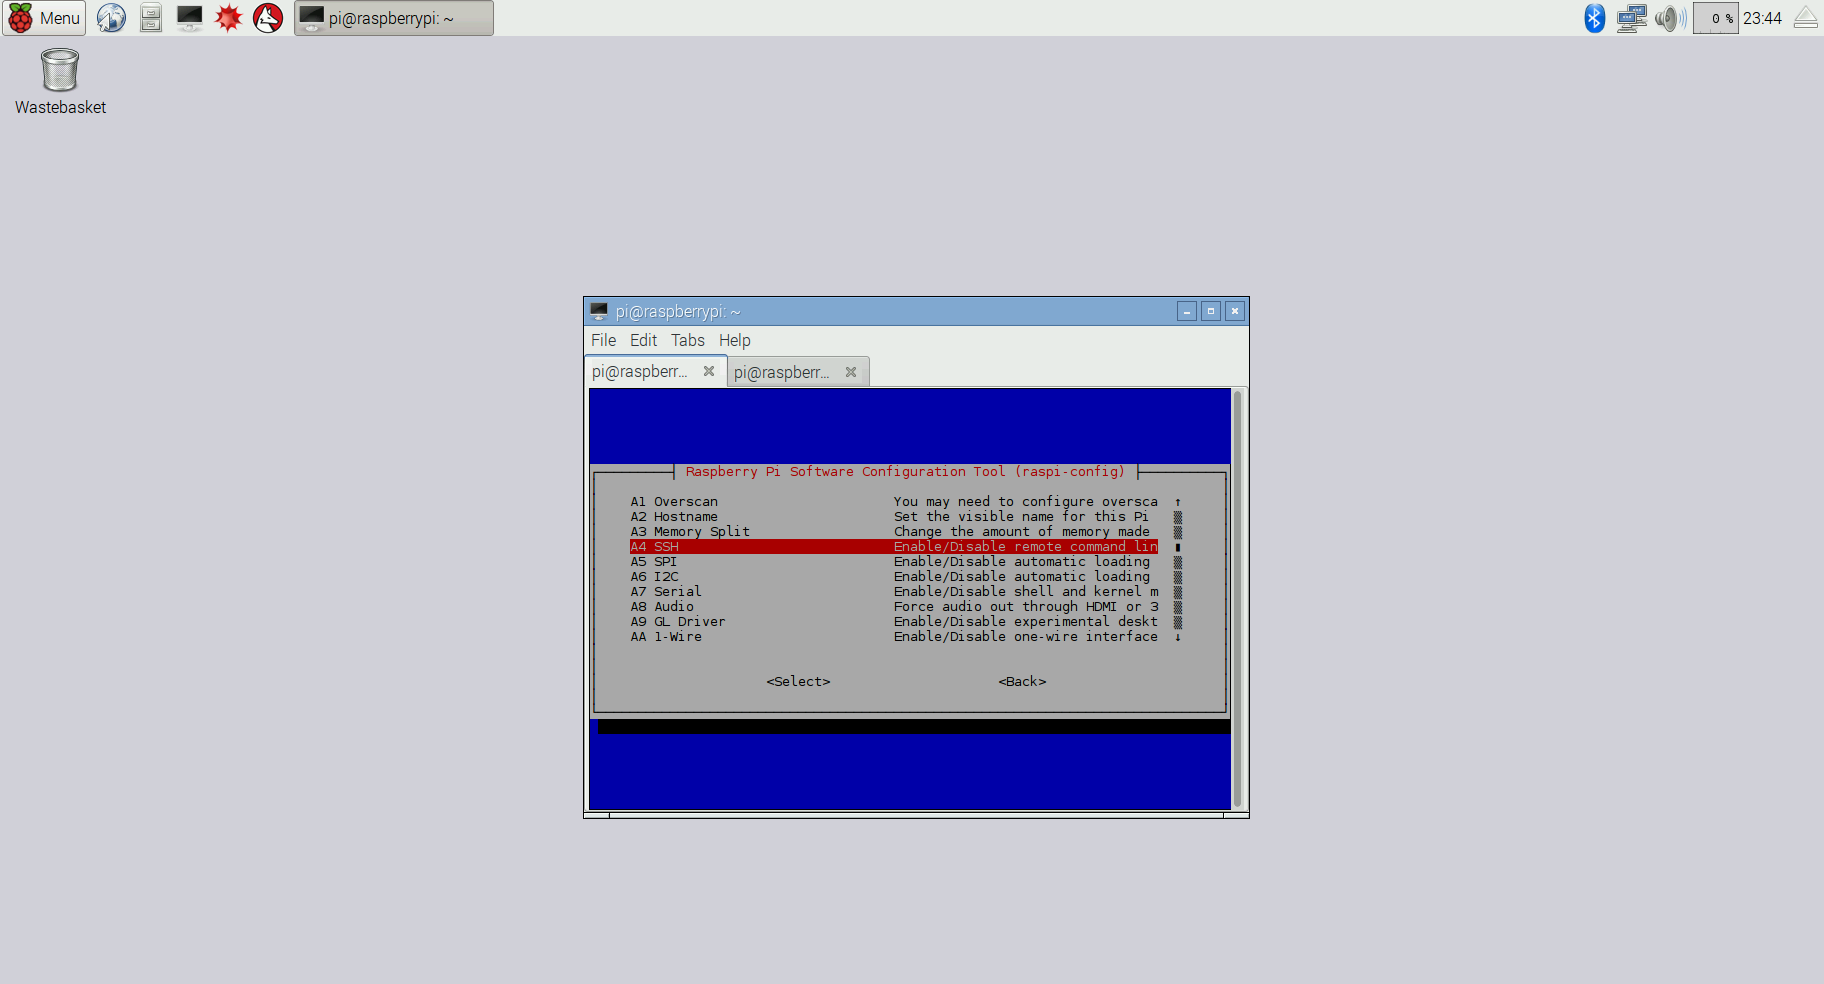 Menu
pi@raspberrypi: ~
0 %
23:44
Wastebasket
pi@raspberrypi: ~
File Edit Tabs Help
pi@raspberr...
pi@raspberr...
Raspberry Pi Software Configuration Tool (raspi-config)
A1 Overscan You may need to configure oversca
A2 Hostname Set the visible name for this Pi
A3 Memory Split Change the amount of memory made
A4 SSH Enable/Disable remote command lin
A5 SPI Enable/Disable automatic loading
A6 I2C Enable/Disable automatic loading
A7 Serial Enable/Disable shell and kernel m
A8 Audio Force audio out through HDMI or 3
A9 GL Driver Enable/Disable experimental deskt
AA 1-Wire Enable/Disable one-wire interface
<Select> <Back>